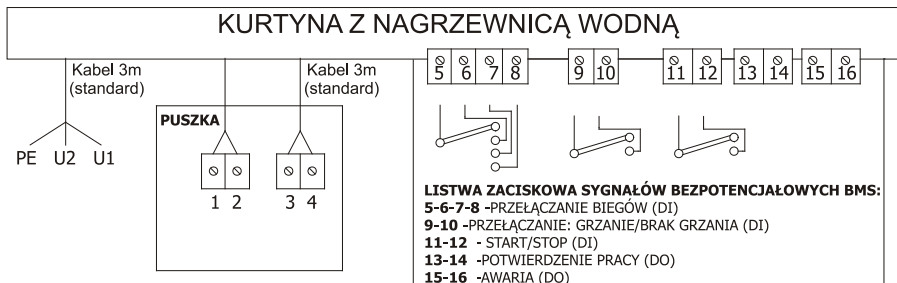 KURTYNA Z NAGRZEWNICĄ WODNĄ
Kabel 3m
(standard)
Kabel 3m
(standard)
5 6 7 8 9 10 11 12 13 14 15 16
PUSZKA
PE U2 U1
1 2 3 4
LISTWA ZACISKOWA SYGNAŁÓW BEZPOTENCJAŁOWYCH BMS:
5-6-7-8 -PRZEŁĄCZANIE BIEGÓW (DI)
9-10 -PRZEŁĄCZANIE: GRZANIE/BRAK GRZANIA (DI)
11-12 - START/STOP (DI)
13-14 -POTWIERDZENIE PRACY (DO)
15-16 -AWARIA (DO)